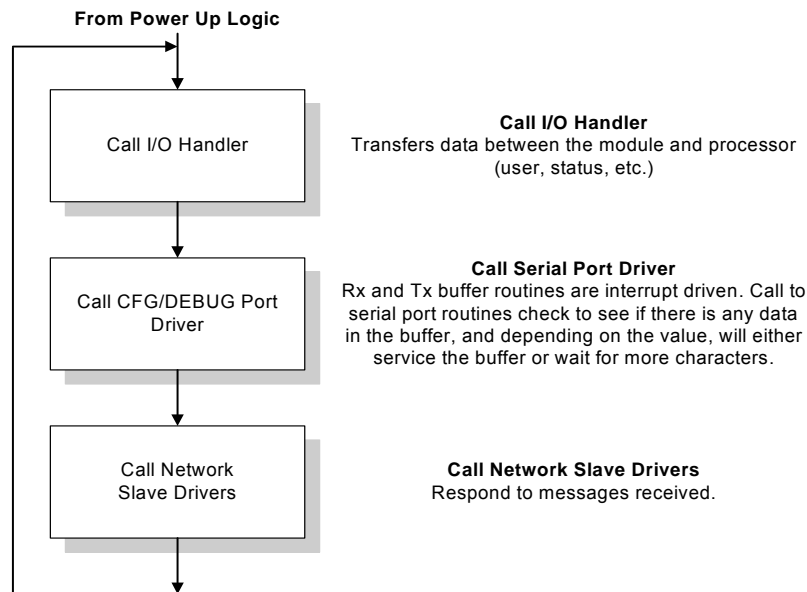 From Power Up Logic
Call I/O Handler
Call I/O Handler
Transfers data between the module and processor
(user, status, etc.)
Call CFG/DEBUG Port
Driver
Call Serial Port Driver
Rx and Tx buffer routines are interrupt driven. Call to
serial port routines check to see if there is any data
in the buffer, and depending on the value, will either
service the buffer or wait for more characters.
Call Network
Slave Drivers
Call Network Slave Drivers
Respond to messages received.